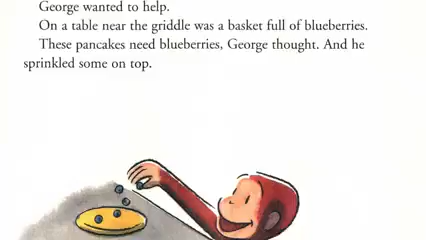 George wanted to help.
On a table near the griddle was a basket full of blueberries.
These pancakes need blueberries, George thought. And he
sprinkled some on top.